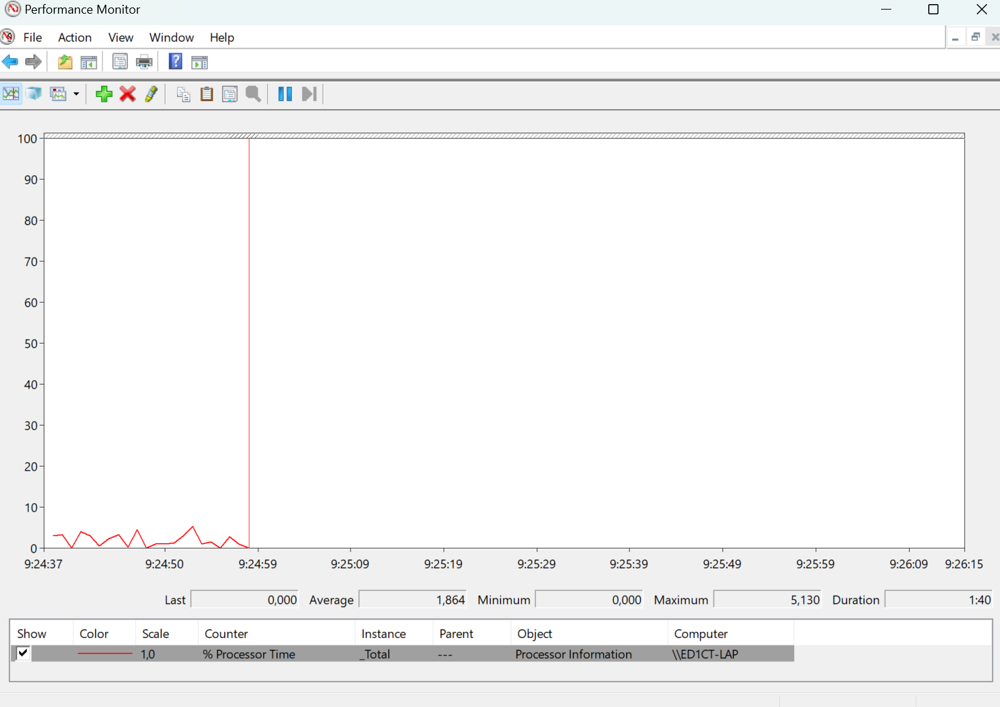 Performance Monitor
File Action View Window Help
100
90
80
70
60
50
40
30
20
10
0
9:24:37 9:24:50 9:24:59 9:25:09 9:25:19 9:25:29 9:25:39 9:25:49 9:25:59 9:26:09 9:26:15
Last 0,000 Average 1,864 Minimum 0,000 Maximum 5,130 Duration 1:40
Show Color Scale Counter Instance Parent Object Computer
1,0 % Processor Time _Total --- Processor Information \\ED1CT-LAP